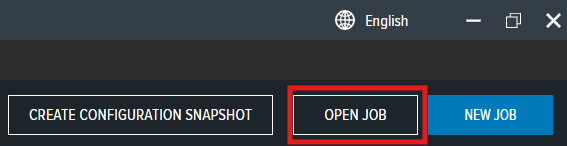 English
CREATE CONFIGURATION SNAPSHOT OPEN JOB NEW JOB